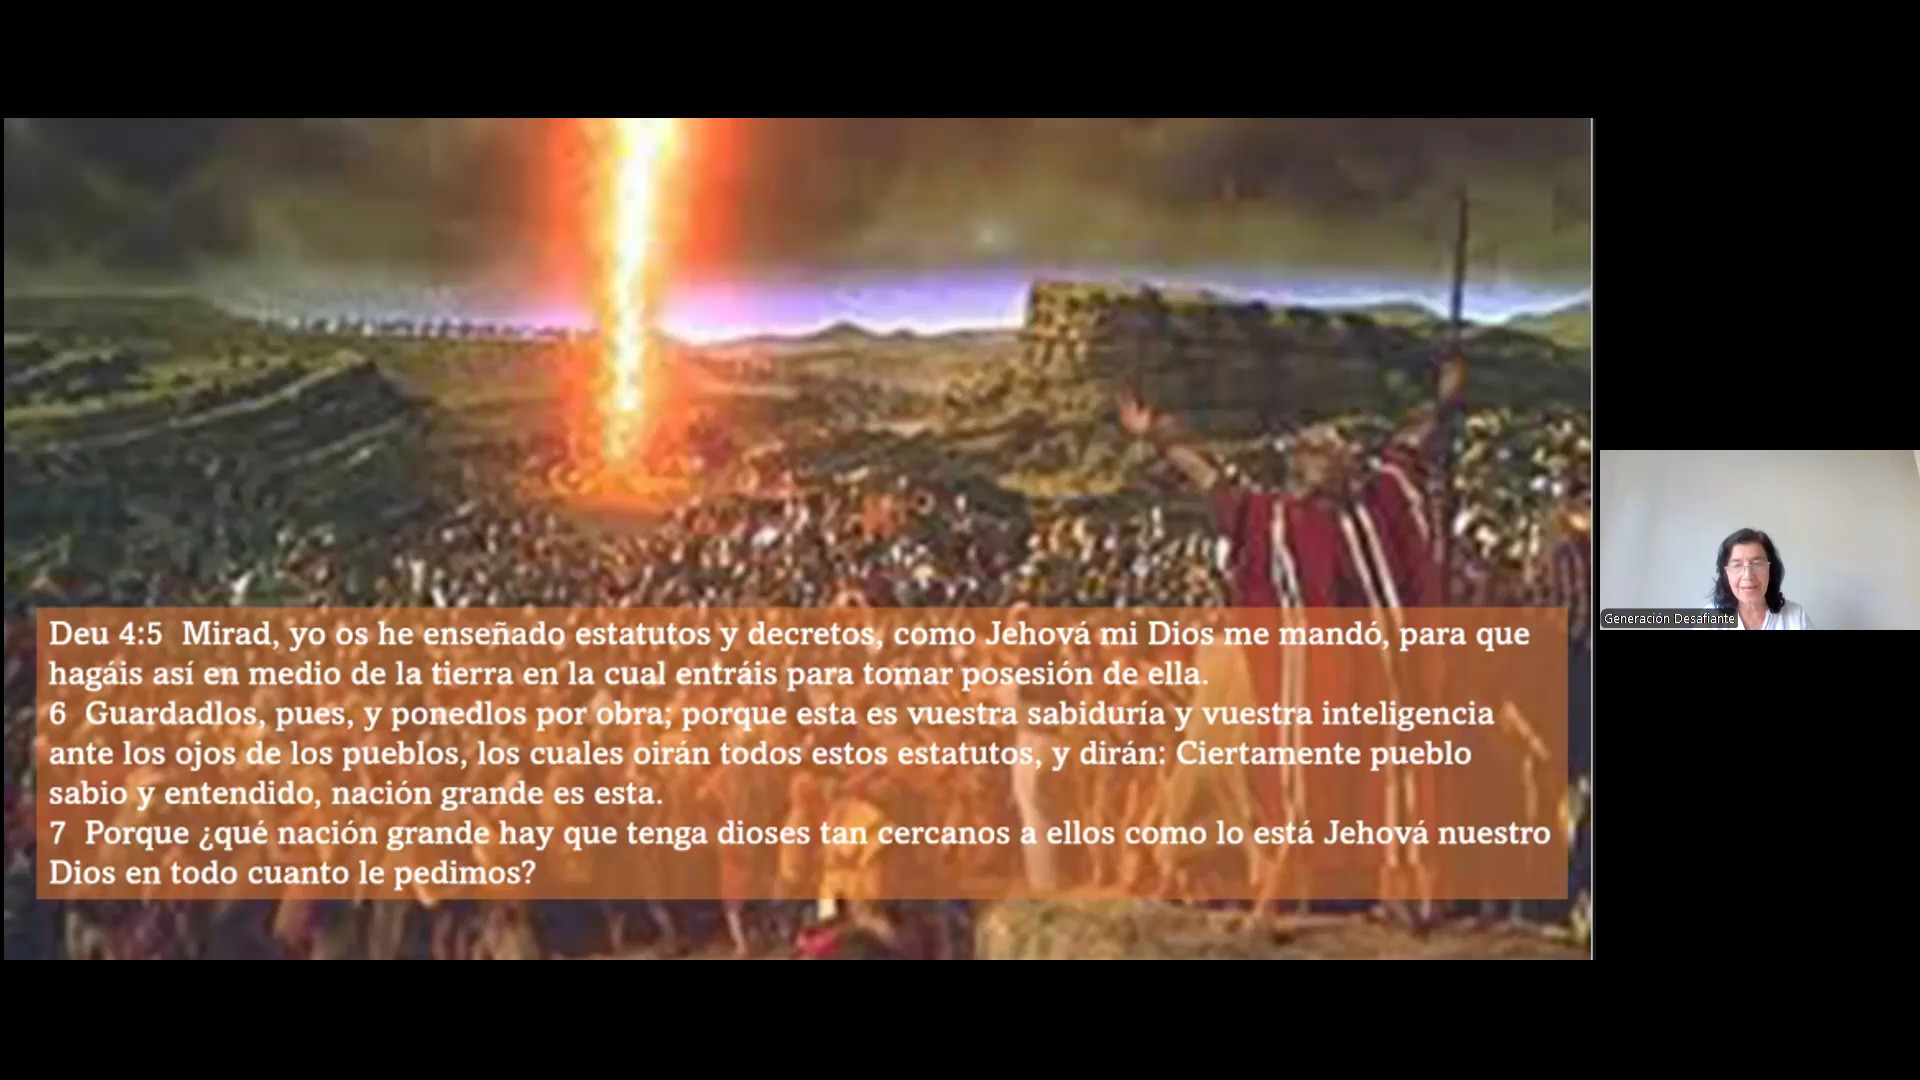 Deu 4:5  Mirad, yo os he enseñado estatutos y decretos, como Jehová mi Dios me mandó, para que
hagáis así en medio de la tierra en la cual entráis para tomar posesión de ella.
6  Guardadlos, pues, y ponedlos por obra; porque esta es vuestra sabiduría y vuestra inteligencia
ante los ojos de los pueblos, los cuales oirán todos estos estatutos, y dirán: Ciertamente pueblo
sabio y entendido, nación grande es esta.
7  Porque ¿qué nación grande hay que tenga dioses tan cercanos a ellos como lo está Jehová nuestro
Dios en todo cuanto le pedimos?
Generación Desafiante